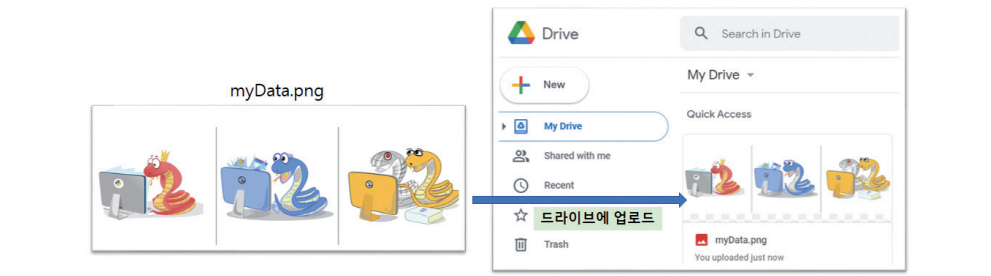 myData.png
Drive
Search in Drive
New
My Drive
My Drive
Shared with me
Recent
드라이브에 업로드
Trash
Quick Access
myData.png
You uploaded just now